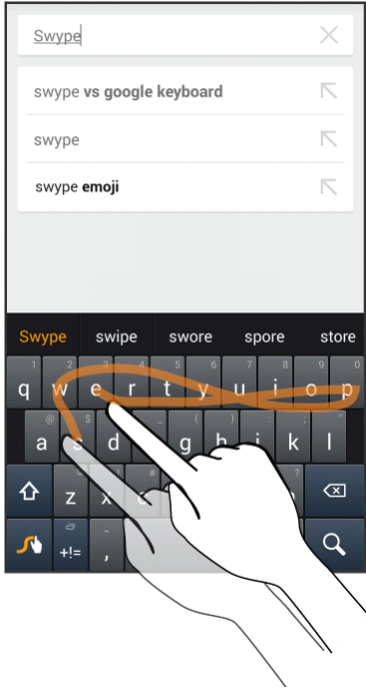 Swype
swype vs google keyboard
swype
swype emoji
Swype swipe swore spore store
1 2 3 4 5 6 7 8 9 0
q w e r t y u i o p
@ $ _ ( ) : ; "
a s d g h j k l
# ?
z x c
+!= ,